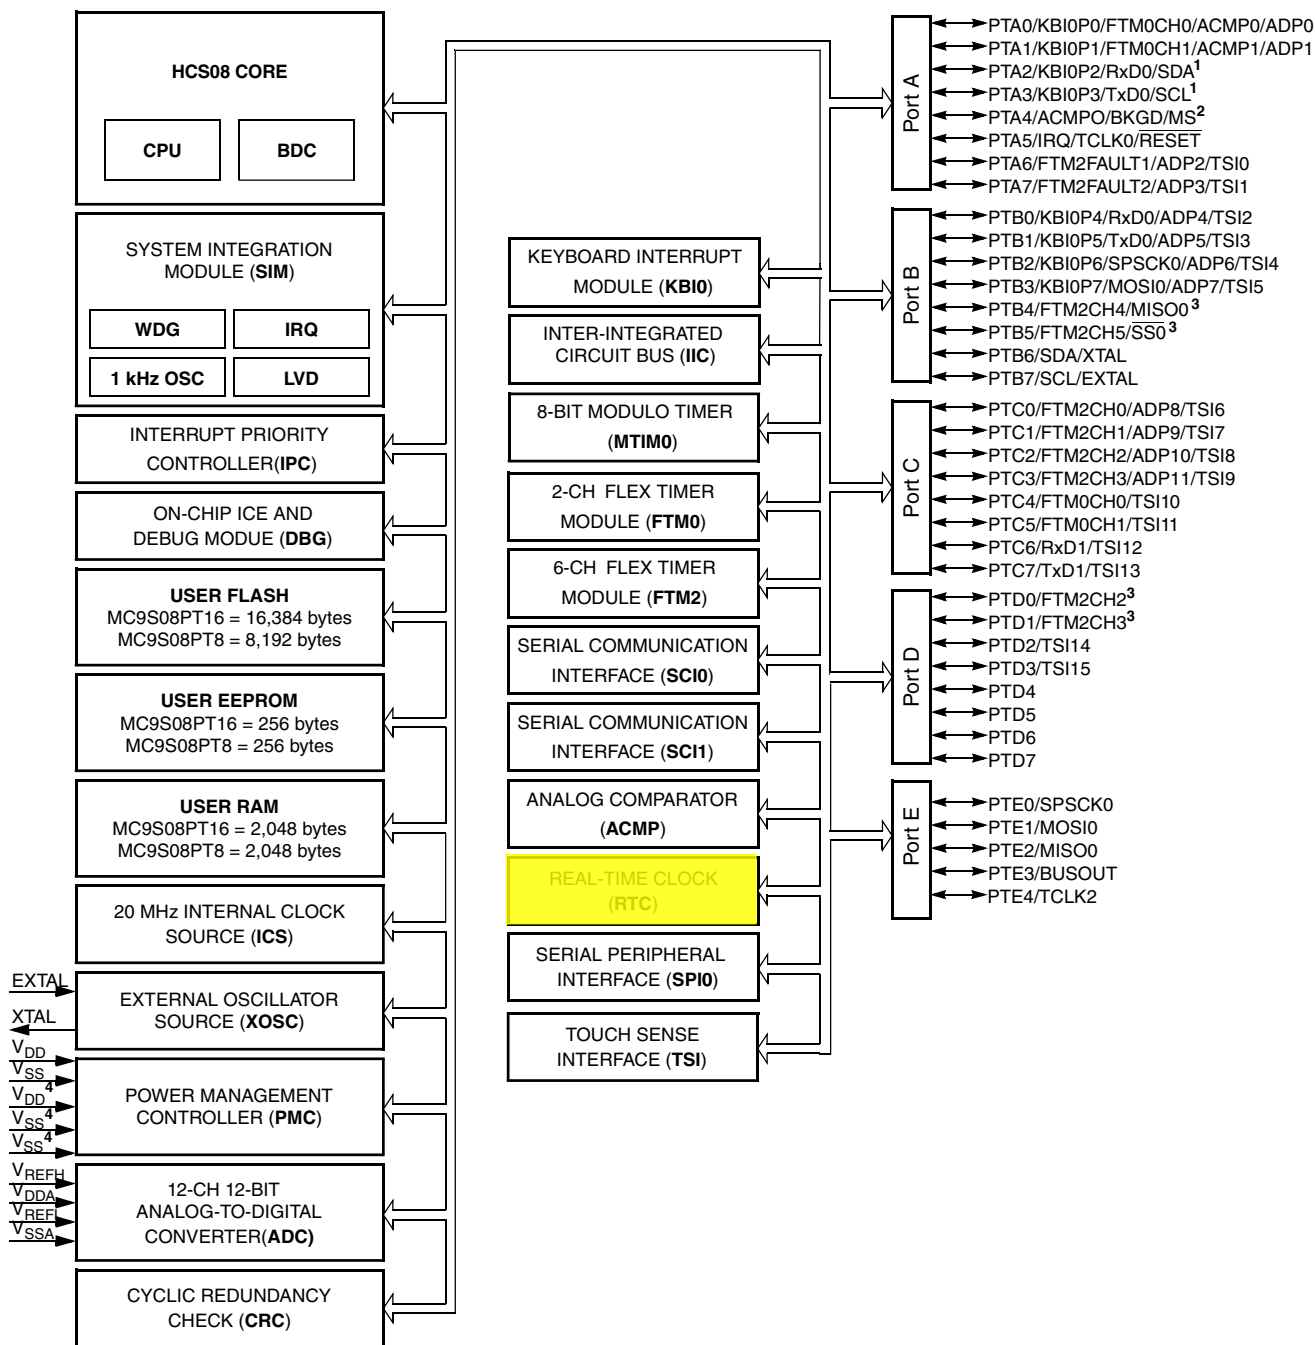 HCS08 CORE
CPU
BDC
SYSTEM INTEGRATION
MODULE (SIM)
WDG
IRQ
1 kHz OSC
LVD
INTERRUPT PRIORITY
CONTROLLER(IPC)
ON-CHIP ICE AND
DEBUG MODUE (DBG)
USER FLASH
MC9S08PT16 = 16,384 bytes
MC9S08PT8 = 8,192 bytes
USER EEPROM
MC9S08PT16 = 256 bytes
MC9S08PT8 = 256 bytes
USER RAM
MC9S08PT16 = 2,048 bytes
MC9S08PT8 = 2,048 bytes
20 MHz INTERNAL CLOCK
SOURCE (ICS)
EXTAL
XTAL
EXTERNAL OSCILLATOR
SOURCE (XOSC)
VDD
VSS
VDD4
VSS4
VSS4
POWER MANAGEMENT
CONTROLLER (PMC)
VREFH
VDDA
VREFL
VSSA
12-CH 12-BIT
ANALOG-TO-DIGITAL
CONVERTER(ADC)
CYCLIC REDUNDANCY
CHECK (CRC)
KEYBOARD INTERRUPT
MODULE (KBI0)
INTER-INTEGRATED
CIRCUIT BUS (IIC)
8-BIT MODULO TIMER
(MTIM0)
2-CH FLEX TIMER
MODULE (FTM0)
6-CH FLEX TIMER
MODULE (FTM2)
SERIAL COMMUNICATION
INTERFACE (SCI0)
SERIAL COMMUNICATION
INTERFACE (SCI1)
ANALOG COMPARATOR
(ACMP)
REAL-TIME CLOCK
(RTC)
SERIAL PERIPHERAL
INTERFACE (SPI0)
TOUCH SENSE
INTERFACE (TSI)
Port A
PTA0/KBI0P0/FTM0CH0/ACMP0/ADP0
PTA1/KBI0P1/FTM0CH1/ACMP1/ADP1
PTA2/KBI0P2/RxD0/SDA1
PTA3/KBI0P3/TxD0/SCL1
PTA4/ACMPO/BKGD/MS2
PTA5/IRQ/TCLK0/RESET
PTA6/FTM2FAULT1/ADP2/TSI0
PTA7/FTM2FAULT2/ADP3/TSI1
Port B
PTB0/KBI0P4/RxD0/ADP4/TSI2
PTB1/KBI0P5/TxD0/ADP5/TSI3
PTB2/KBI0P6/SPSCK0/ADP6/TSI4
PTB3/KBI0P7/MOSI0/ADP7/TSI5
PTB4/FTM2CH4/MISO0 3
PTB5/FTM2CH5/SS0 3
PTB6/SDA/XTAL
PTB7/SCL/EXTAL
Port C
PTC0/FTM2CH0/ADP8/TSI6
PTC1/FTM2CH1/ADP9/TSI7
PTC2/FTM2CH2/ADP10/TSI8
PTC3/FTM2CH3/ADP11/TSI9
PTC4/FTM0CH0/TSI10
PTC5/FTM0CH1/TSI11
PTC6/RxD1/TSI12
PTC7/TxD1/TSI13
Port D
PTD0/FTM2CH2 3
PTD1/FTM2CH3 3
PTD2/TSI14
PTD3/TSI15
PTD4
PTD5
PTD6
PTD7
Port E
PTE0/SPSCK0
PTE1/MOSI0
PTE2/MISO0
PTE3/BUSOUT
PTE4/TCLK2